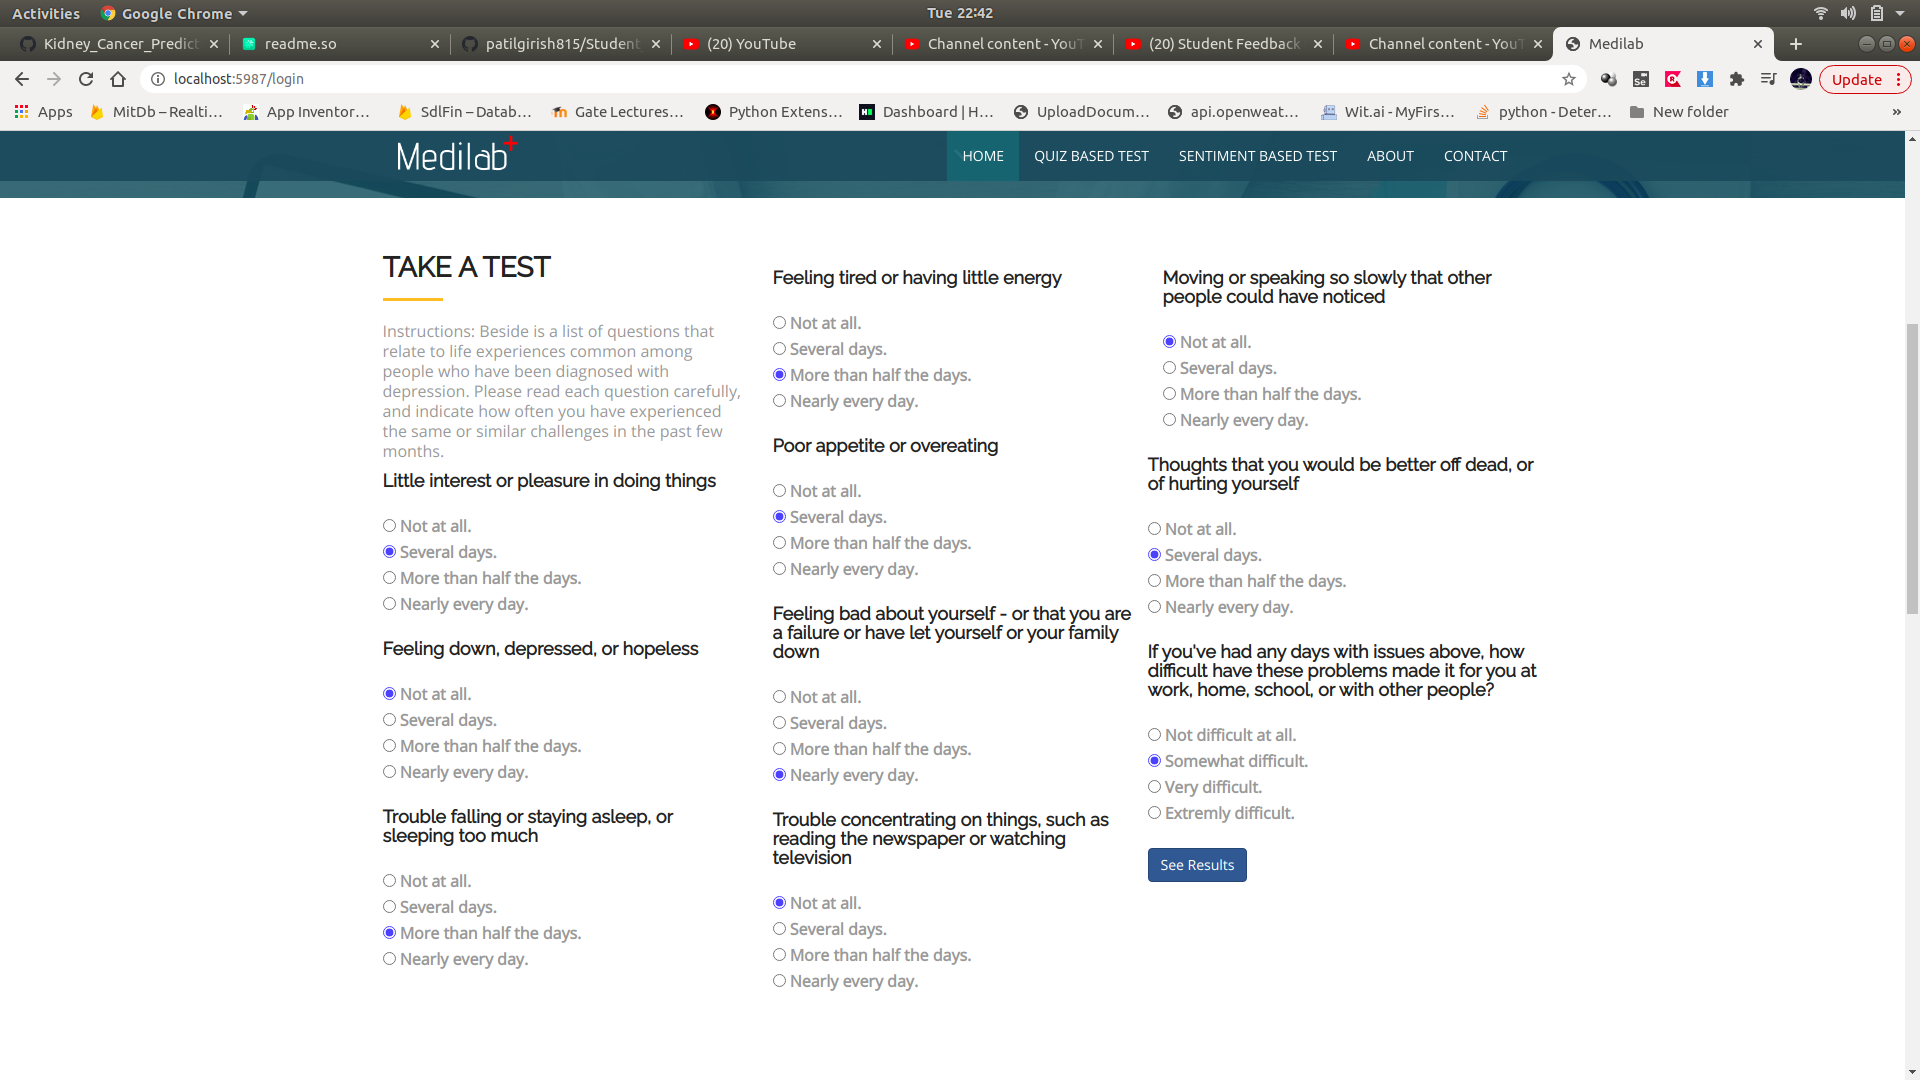 Activities
Google Chrome
Tue 22:42
Kidney_Cancer_Predict
readme.so
patilgirish815/Student
(20) YouTube
Channel content - YouT
(20) Student Feedback
Channel content - YouT
Medilab
localhost:5987/login
Update
Apps
MitDb – Realti...
App Inventor...
SdlFin – Datab...
Gate Lectures...
Python Extens...
Dashboard | H...
UploadDocum...
api.openweat...
Wit.ai - MyFirs...
python - Deter...
New folder
»
Medilab+
HOME
QUIZ BASED TEST
SENTIMENT BASED TEST
ABOUT
CONTACT
TAKE A TEST
Instructions: Beside is a list of questions that
relate to life experiences common among
people who have been diagnosed with
depression. Please read each question carefully,
and indicate how often you have experienced
the same or similar challenges in the past few
months.
Little interest or pleasure in doing things
Not at all.
Several days.
More than half the days.
Nearly every day.
Feeling down, depressed, or hopeless
Not at all.
Several days.
More than half the days.
Nearly every day.
Trouble falling or staying asleep, or
sleeping too much
Not at all.
Several days.
More than half the days.
Nearly every day.
Feeling tired or having little energy
Not at all.
Several days.
More than half the days.
Nearly every day.
Poor appetite or overeating
Not at all.
Several days.
More than half the days.
Nearly every day.
Feeling bad about yourself - or that you are
a failure or have let yourself or your family
down
Not at all.
Several days.
More than half the days.
Nearly every day.
Trouble concentrating on things, such as
reading the newspaper or watching
television
Not at all.
Several days.
More than half the days.
Nearly every day.
Moving or speaking so slowly that other
people could have noticed
Not at all.
Several days.
More than half the days.
Nearly every day.
Thoughts that you would be better off dead, or
of hurting yourself
Not at all.
Several days.
More than half the days.
Nearly every day.
If you've had any days with issues above, how
difficult have these problems made it for you at
work, home, school, or with other people?
Not difficult at all.
Somewhat difficult.
Very difficult.
Extremly difficult.
See Results